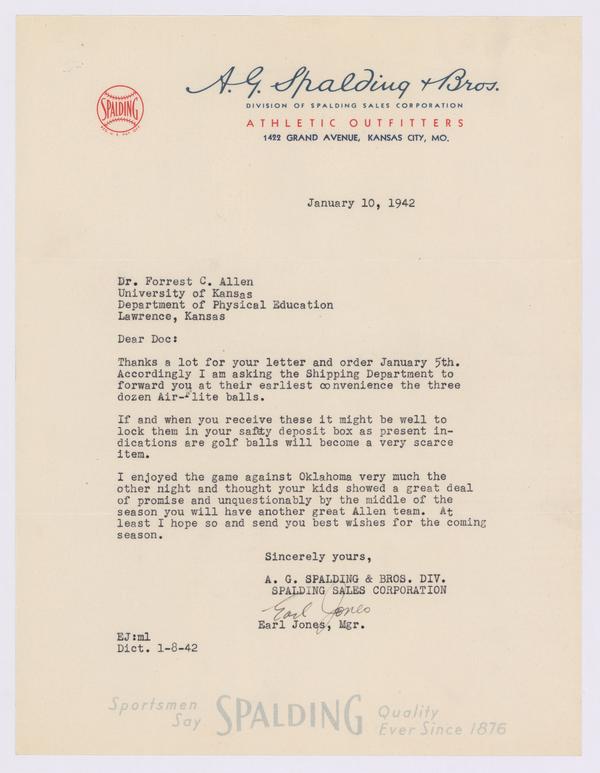 A. G. Spalding & Bros.
DIVISION OF SPALDING SALES CORPORATION
SPALDING
ATHLETIC OUTFITTERS
1422 GRAND AVENUE, KANSAS CITY, MO.
January 10, 1942
Dr. Forrest C. Allen
University of Kansas
Department of Physical Education
Lawrence, Kansas
Dear Doc:
Thanks a lot for your letter and order January 5th.
Accordingly I am asking the Shipping Department to
forward you at their earliest convenience the three
dozen Air-flite balls.
If and when you receive these it might be well to
lock them in your safety deposit box as present in-
dications are golf balls will become a very scarce
item.
I enjoyed the game against Oklahoma very much the
other night and thought your kids showed a great deal
of promise and unquestionably by the middle of the
season you will have another great Allen team. At
least I hope so and send you best wishes for the coming
season.
Sincerely yours,
A. G. SPALDING & BROS. DIV.
SPALDING SALES CORPORATION
Earl Jones
Earl Jones, Mgr.
EJ:ml
Dict. 1-8-42
Sportsmen Say SPALDING Quality Ever Since 1876